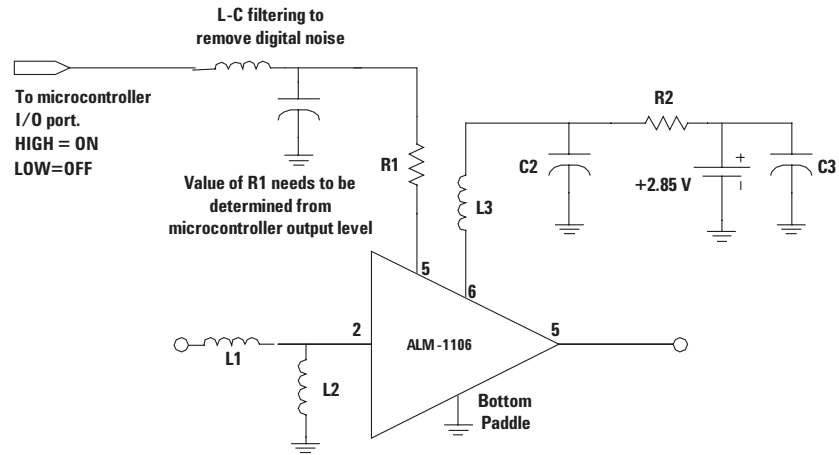 L-C filtering to
remove digital noise
To microcontroller
I/O port.
HIGH = ON
LOW=OFF
Value of R1 needs to be
determined from
microcontroller output level
R1
R2
C2
+2.85 V
+
–
C3
L3
5
6
2
ALM -1106
5
L1
L2
Bottom
Paddle